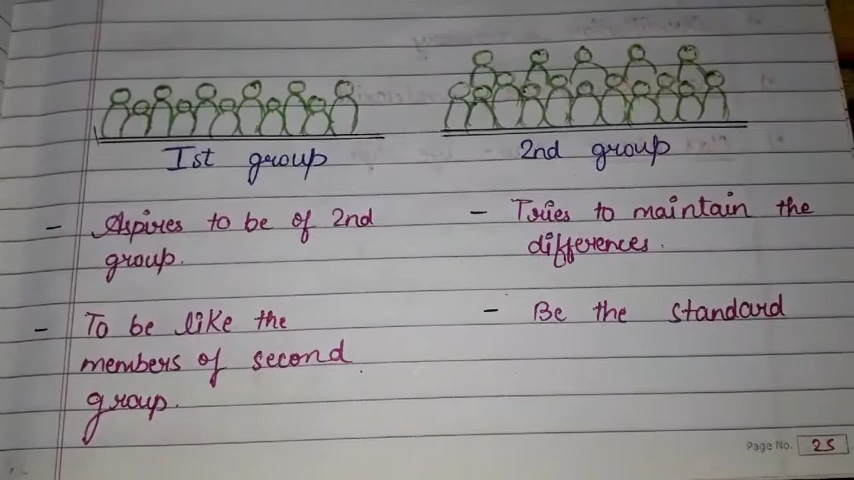 Ist group
2nd group
- Aspires to be of 2nd
group.
- To be like the
members of second
group.
- Tries to maintain the
differences.
- Be the standard
Page No. 25